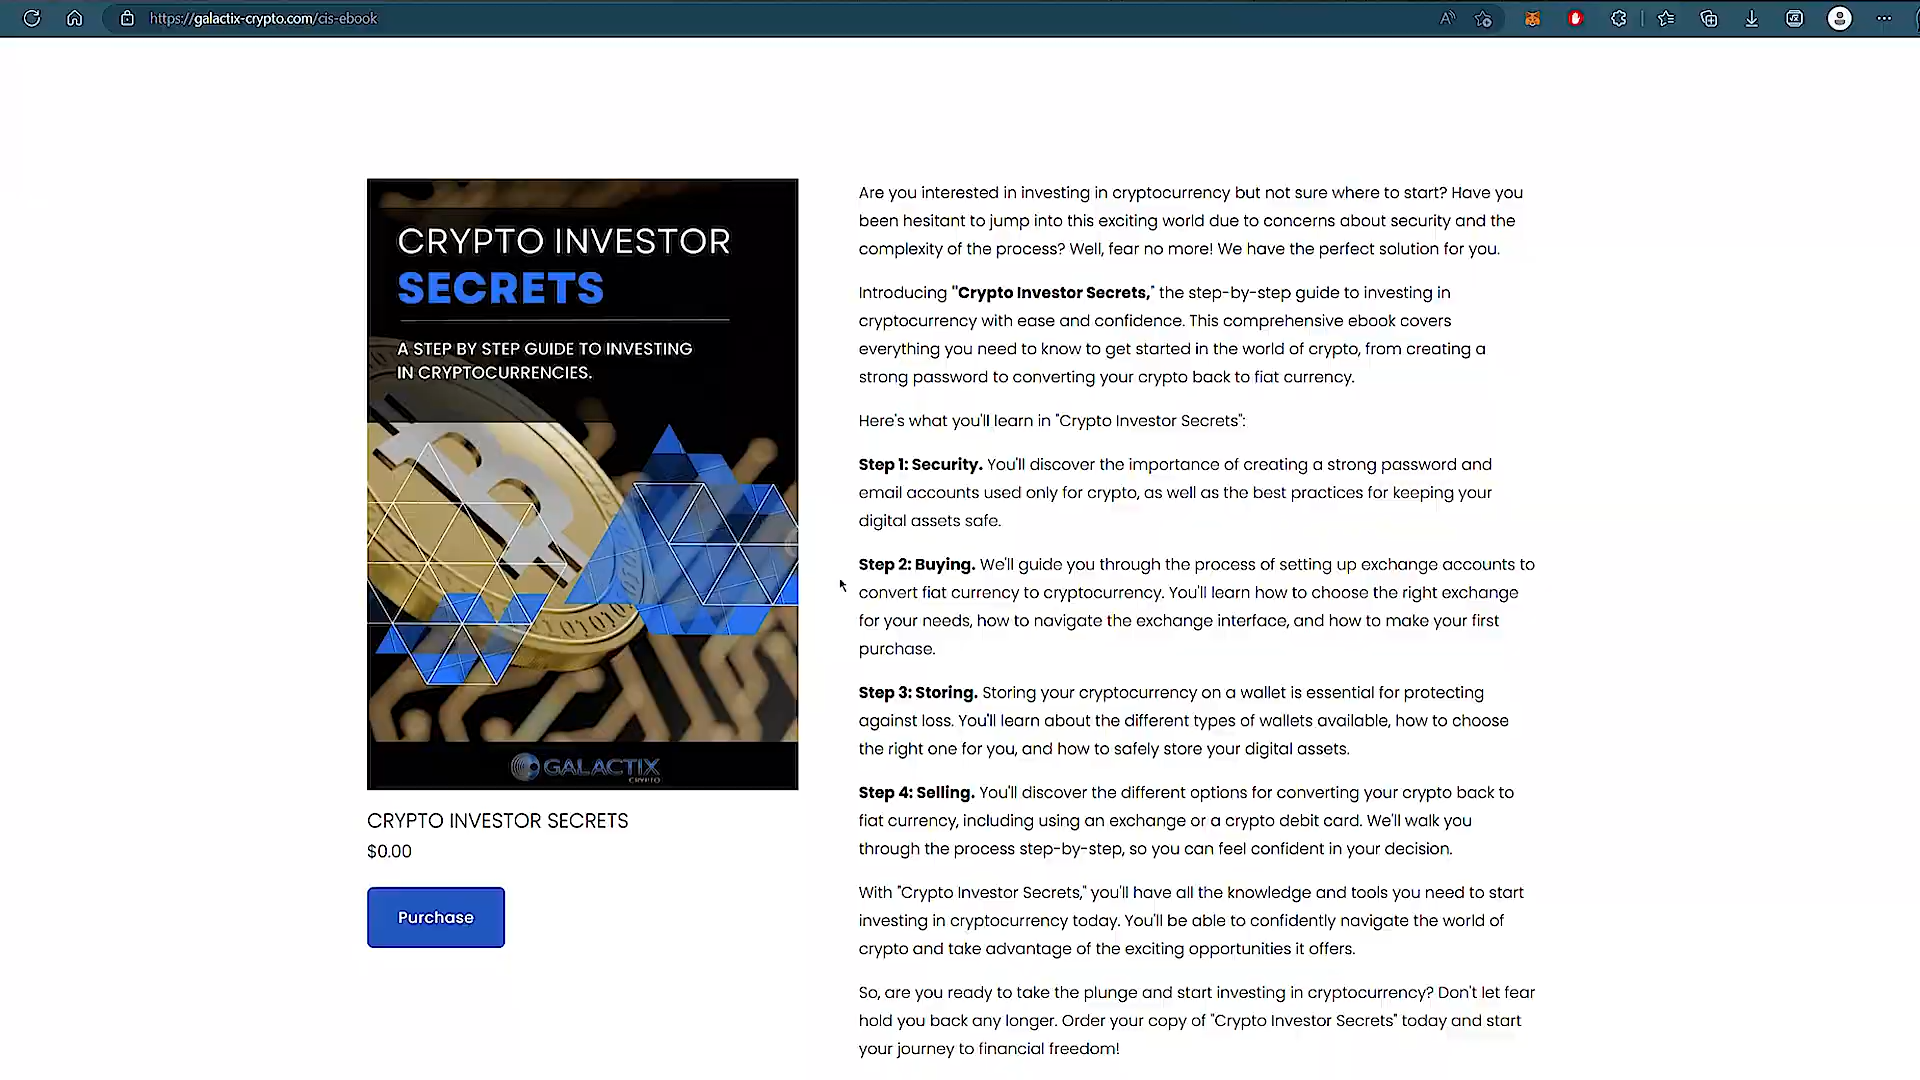 https://galactix-crypto.com/cis-ebook
CRYPTO INVESTOR
SECRETS
A STEP BY STEP GUIDE TO INVESTING
IN CRYPTOCURRENCIES.
GALACTIX
CRYPTO
CRYPTO INVESTOR SECRETS
$0.00
Purchase
Are you interested in investing in cryptocurrency but not sure where to start? Have you
been hesitant to jump into this exciting world due to concerns about security and the
complexity of the process? Well, fear no more! We have the perfect solution for you.
Introducing "Crypto Investor Secrets," the step-by-step guide to investing in
cryptocurrency with ease and confidence. This comprehensive ebook covers
everything you need to know to get started in the world of crypto, from creating a
strong password to converting your crypto back to fiat currency.
Here's what you'll learn in "Crypto Investor Secrets":
Step 1: Security. You'll discover the importance of creating a strong password and
email accounts used only for crypto, as well as the best practices for keeping your
digital assets safe.
Step 2: Buying. We'll guide you through the process of setting up exchange accounts to
convert fiat currency to cryptocurrency. You'll learn how to choose the right exchange
for your needs, how to navigate the exchange interface, and how to make your first
purchase.
Step 3: Storing. Storing your cryptocurrency on a wallet is essential for protecting
against loss. You'll learn about the different types of wallets available, how to choose
the right one for you, and how to safely store your digital assets.
Step 4: Selling. You'll discover the different options for converting your crypto back to
fiat currency, including using an exchange or a crypto debit card. We'll walk you
through the process step-by-step, so you can feel confident in your decision.
With "Crypto Investor Secrets," you'll have all the knowledge and tools you need to start
investing in cryptocurrency today. You'll be able to confidently navigate the world of
crypto and take advantage of the exciting opportunities it offers.
So, are you ready to take the plunge and start investing in cryptocurrency? Don't let fear
hold you back any longer. Order your copy of "Crypto Investor Secrets" today and start
your journey to financial freedom!